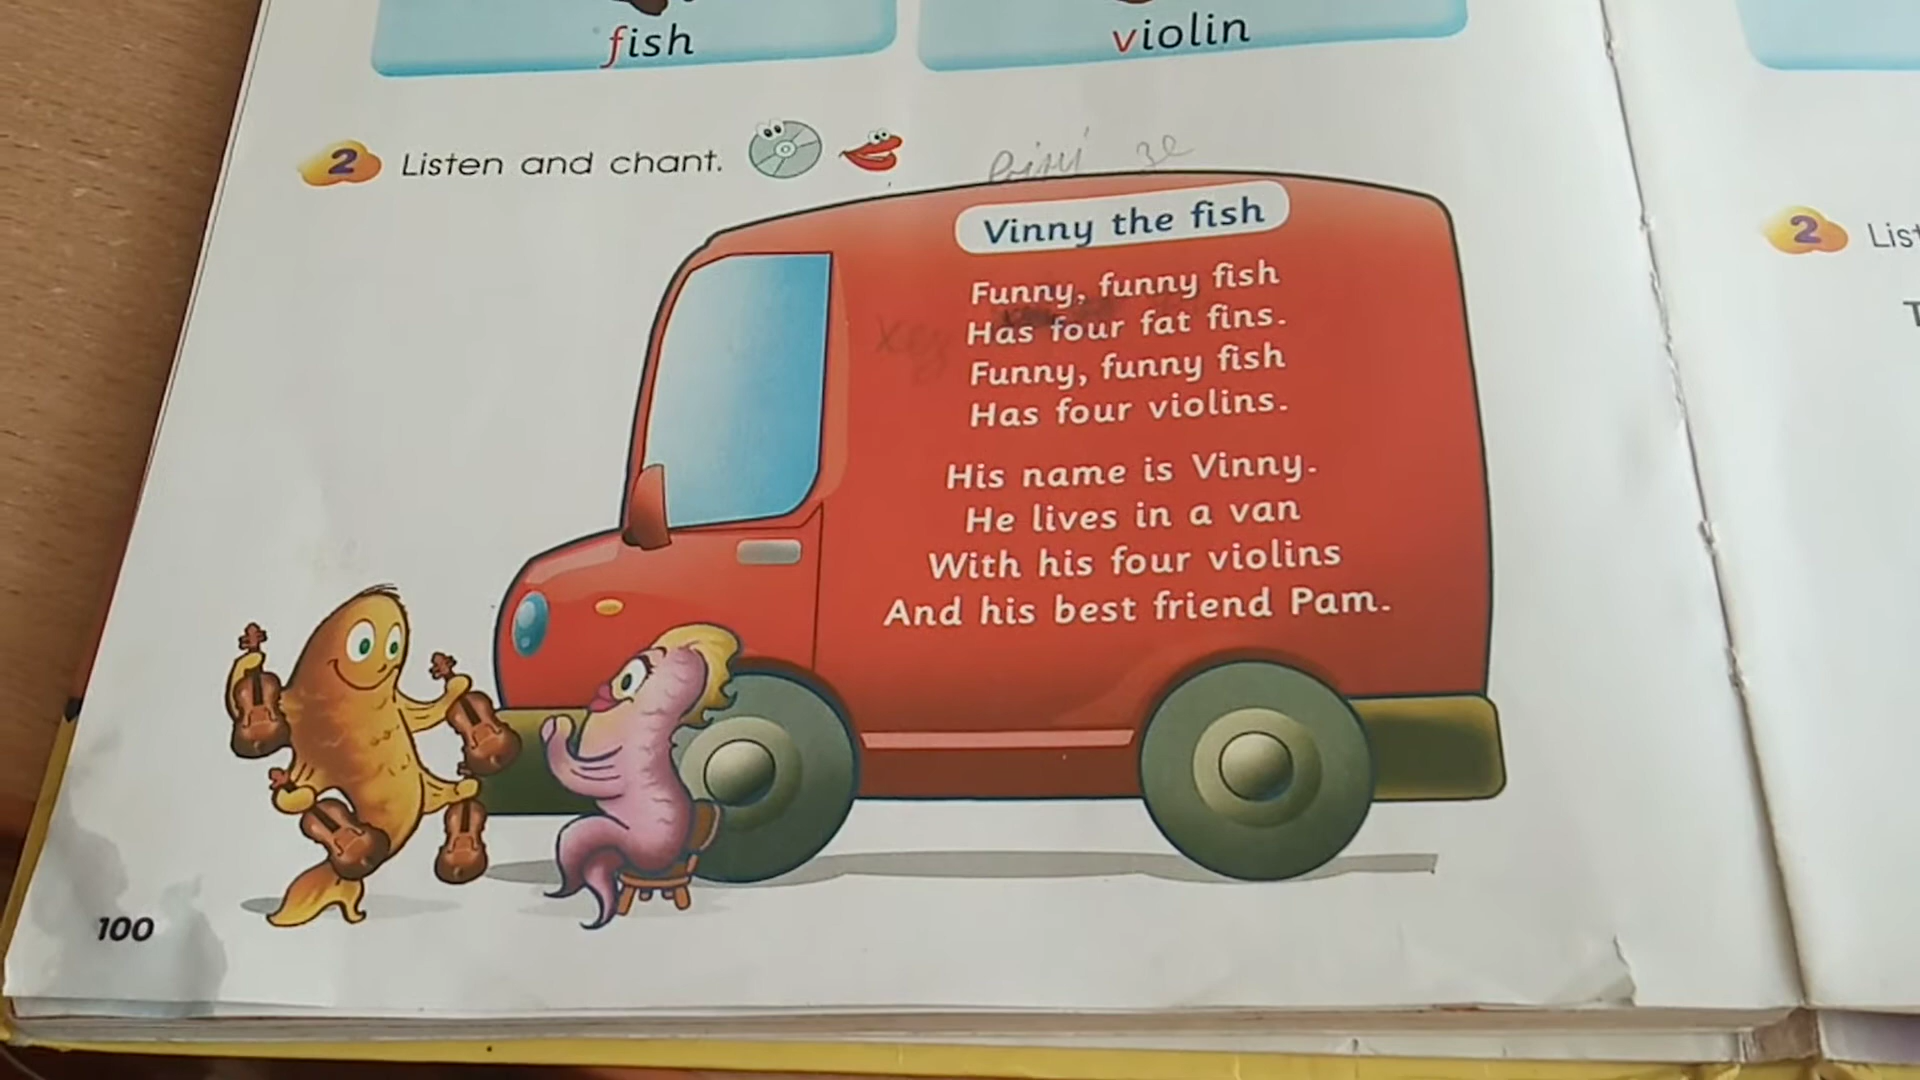 fish
violin
2 Listen and chant.
зе
Vinny the fish
Funny, funny fish
Has four fat fins.
Funny, funny fish
Has four violins.
His name is Vinny.
He lives in a van
With his four violins
And his best friend Pam.
100
2